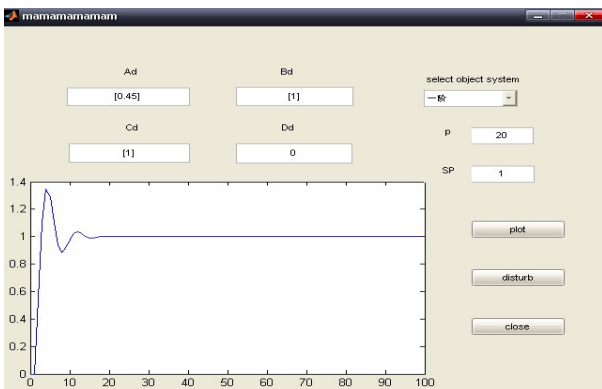 mamamamamam
Ad
Bd
select object system
[0.45]
[1]
一阶
Cd
Dd
p
20
[1]
0
SP
1
1.4
1.2
1
0.8
0.6
0.4
0.2
0
0 10 20 30 40 50 60 70 80 90 100
plot
disturb
close